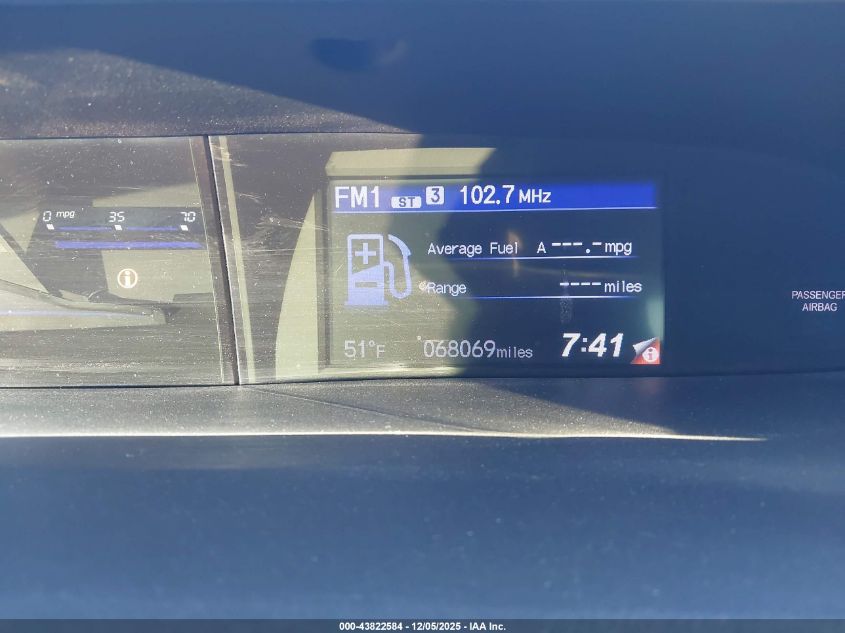 FM1 ST 3 102.7 MHz
0 mpg 35 70
Average Fuel A ---.- mpg
Range ---- miles
PASSENGER
AIRBAG
51°F 068069 miles 7:41
000-43822584 - 12/05/2025 - IAA Inc.